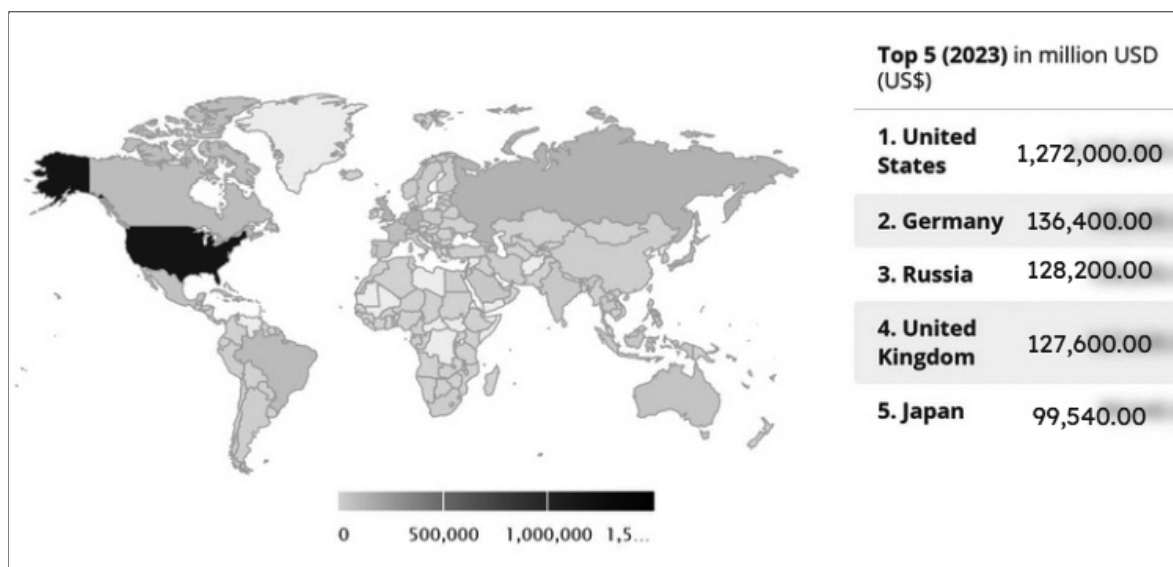 Top 5 (2023) in million USD
(US$)
1. United
States
1,272,000.00
2. Germany
136,400.00
3. Russia
128,200.00
4. United
Kingdom
127,600.00
5. Japan
99,540.00
0 500,000 1,000,000 1,5...